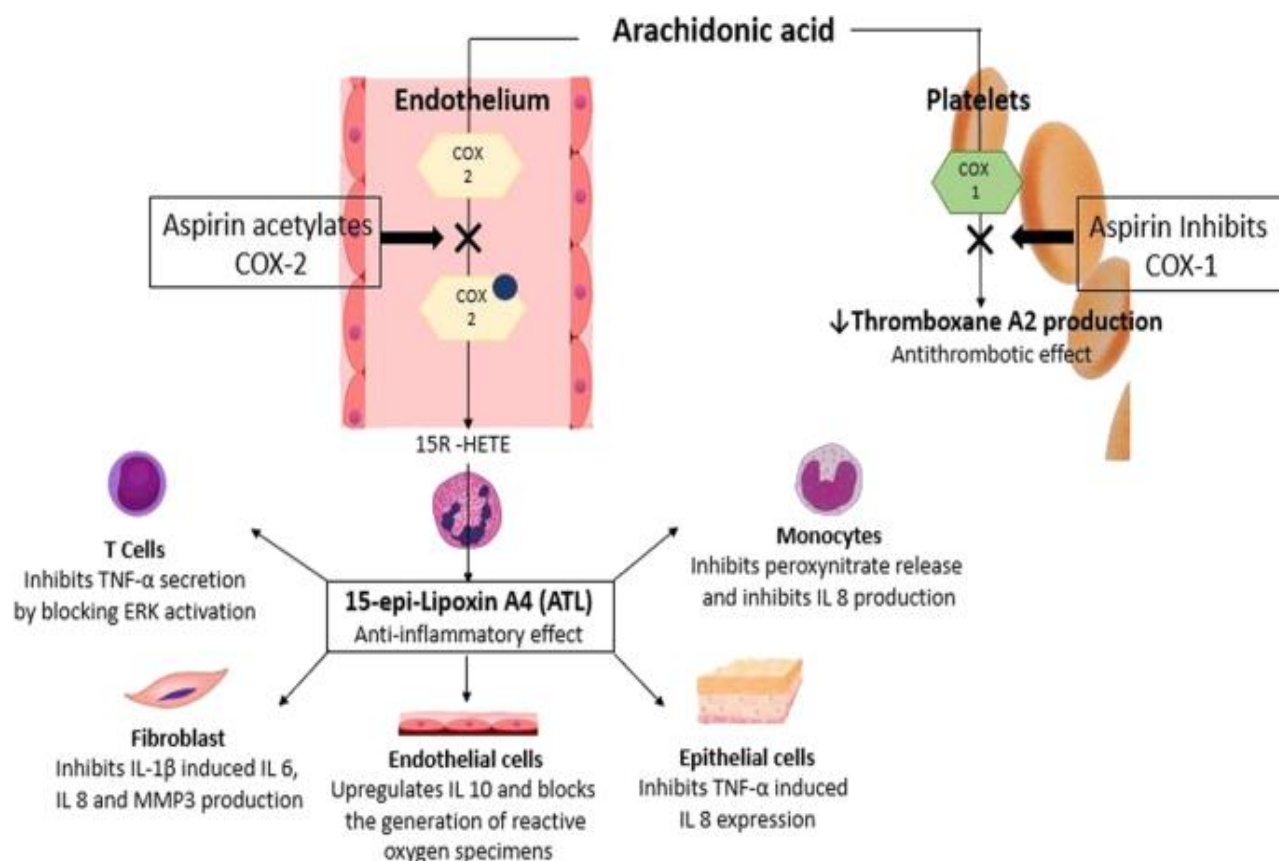 Arachidonic acid
Endothelium
Platelets
COX
2
COX
1
Aspirin acetylates
COX-2
Aspirin Inhibits
COX-1
COX
2
↓Thromboxane A2 production
Antithrombotic effect
15R -HETE
T Cells
Inhibits TNF-α secretion
by blocking ERK activation
Monocytes
Inhibits peroxynitrate release
and inhibits IL 8 production
15-epi-Lipoxin A4 (ATL)
Anti-inflammatory effect
Fibroblast
Inhibits IL-1β induced IL 6,
IL 8 and MMP3 production
Endothelial cells
Upregulates IL 10 and blocks
the generation of reactive
oxygen specimens
Epithelial cells
Inhibits TNF-α induced
IL 8 expression